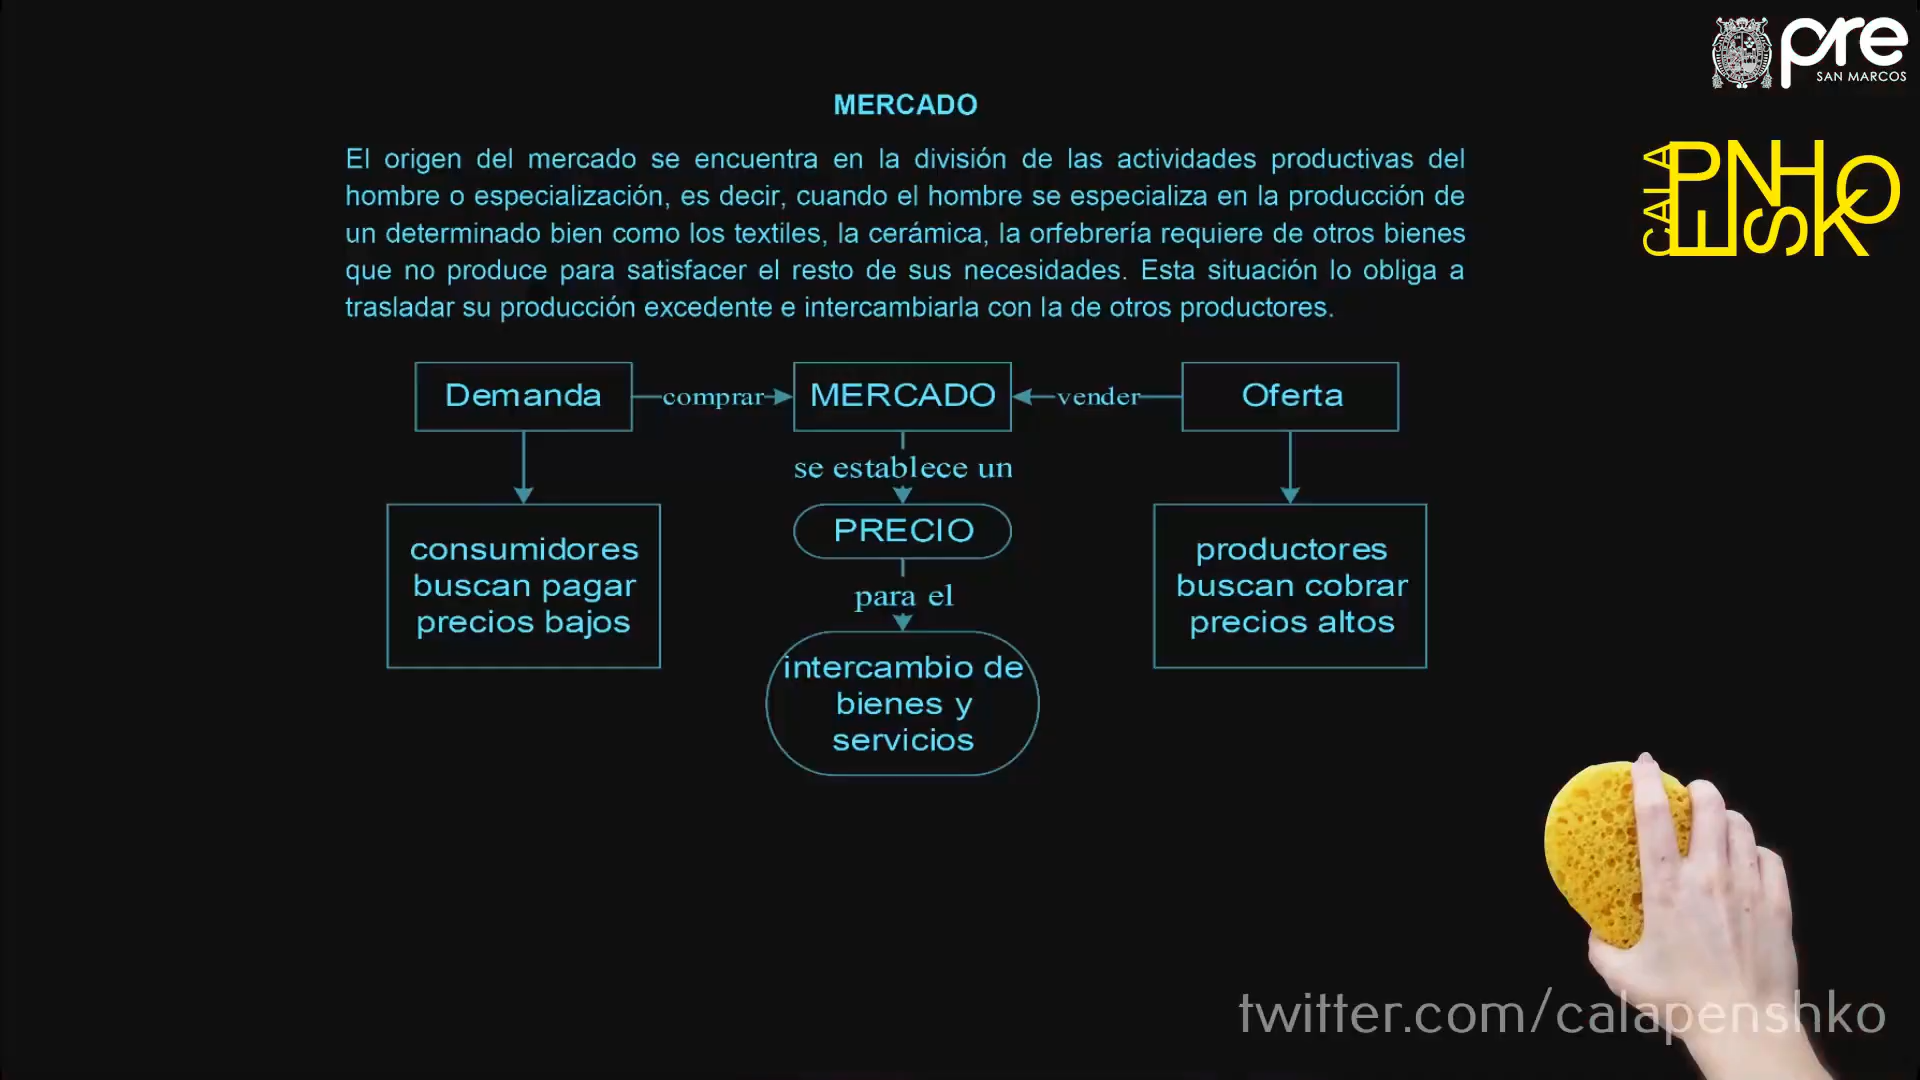 pre
SAN MARCOS
CALA
PENSHKO
MERCADO
El origen del mercado se encuentra en la división de las actividades productivas del
hombre o especialización, es decir, cuando el hombre se especializa en la producción de
un determinado bien como los textiles, la cerámica, la orfebrería requiere de otros bienes
que no produce para satisfacer el resto de sus necesidades. Esta situación lo obliga a
trasladar su producción excedente e intercambiarla con la de otros productores.
Demanda
comprar
MERCADO
vender
Oferta
se establece un
PRECIO
para el
intercambio de
bienes y
servicios
consumidores
buscan pagar
precios bajos
productores
buscan cobrar
precios altos
twitter.com/calapenshko